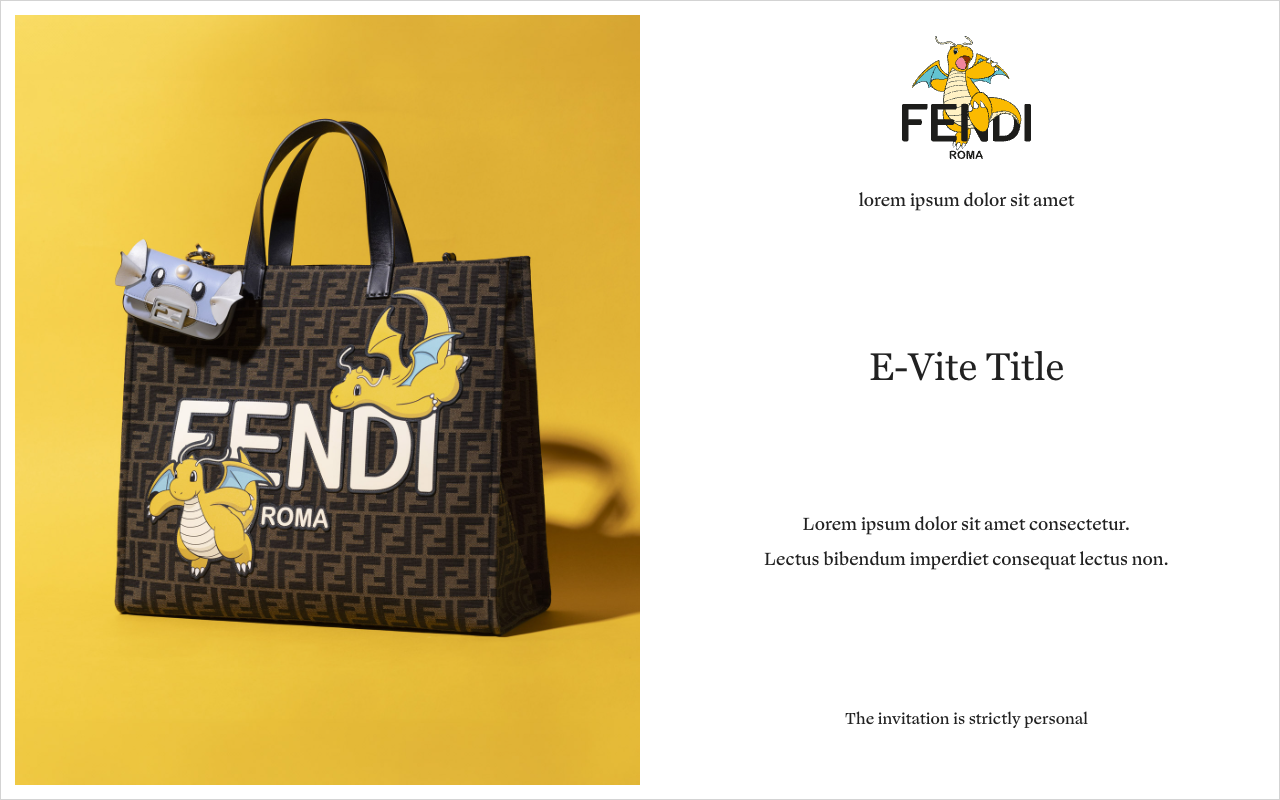 FENDI
ROMA
FENDI
ROMA
lorem ipsum dolor sit amet
E-Vite Title
Lorem ipsum dolor sit amet consectetur.
Lectus bibendum imperdiet consequat lectus non.
The invitation is strictly personal